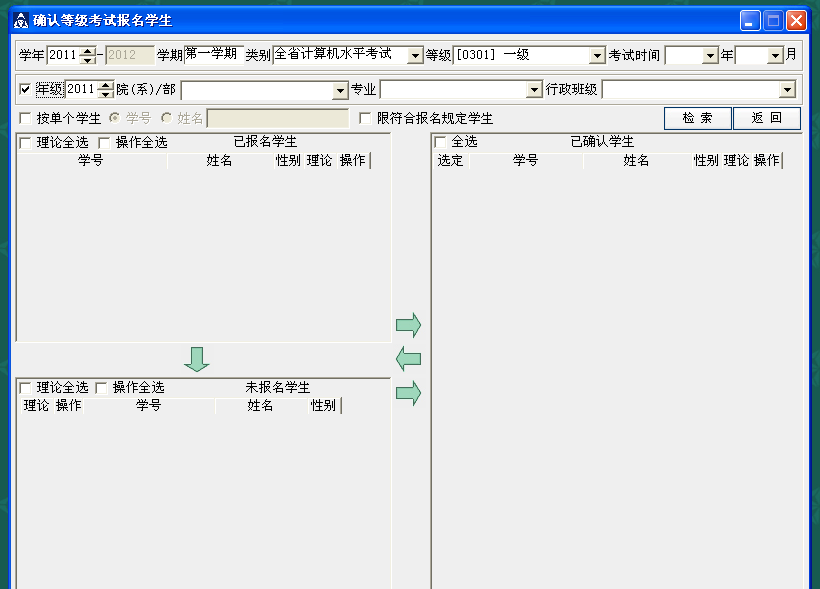 确认等级考试报名学生
学年 2011 - 2012 学期 第一学期 类别 全省计算机水平考试 等级 [0301] 一级 考试时间 年 月
年级 2011 院(系)/部 专业 行政班级
按单个学生 学号 姓名 限符合报名规定学生 检 索 返 回
理论全选 操作全选 已报名学生
学号 姓名 性别 理论 操作
全选 已确认学生
选定 学号 姓名 性别 理论 操作
理论全选 操作全选 未报名学生
理论 操作 学号 姓名 性别